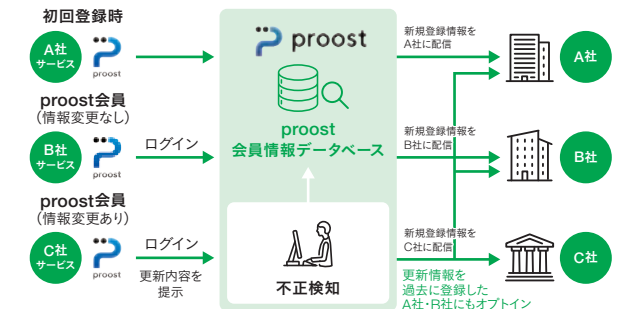 初回登録時
A社
サービス
proost
proost会員
（情報変更なし）
B社
サービス
proost
ログイン
proost会員
（情報変更あり）
C社
サービス
proost
ログイン
更新内容を
提示
proost
proost
会員情報データベース
不正検知
新規登録情報を
A社に配信
A社
新規登録情報を
B社に配信
B社
新規登録情報を
C社に配信
C社
更新情報を
過去に登録した
A社・B社にもオプトイン